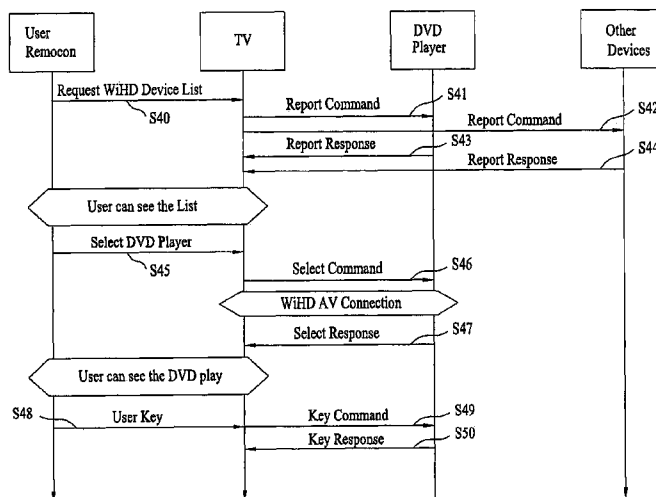 User
Remocon
TV
DVD
Player
Other
Devices
Request WiHD Device List
S40
Report Command
S41
Report Command
S42
Report Response
S43
Report Response
S44
User can see the List
Select DVD Player
S45
Select Command
S46
WiHD AV Connection
Select Response
S47
User can see the DVD play
S48
User Key
Key Command
S49
Key Response
S50